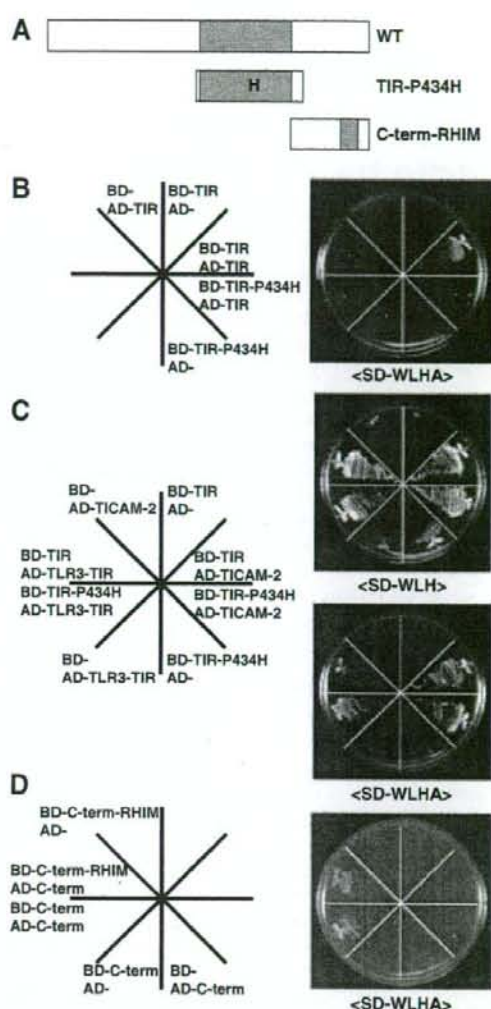 A
WT
H
TIR-P434H
C-term-RHIM
B
BD-
AD-TIR
BD-TIR
AD-
BD-TIR
AD-TIR
BD-TIR-P434H
AD-TIR
BD-TIR-P434H
AD-
<SD-WLHA>
C
BD-
AD-TICAM-2
BD-TIR
AD-
BD-TIR
AD-TLR3-TIR
BD-TIR
AD-TICAM-2
BD-TIR-P434H
AD-TLR3-TIR
BD-TIR-P434H
AD-TICAM-2
BD-
AD-TLR3-TIR
BD-TIR-P434H
AD-
<SD-WLH>
<SD-WLHA>
D
BD-C-term-RHIM
AD-
BD-C-term-RHIM
AD-C-term
BD-C-term
AD-C-term
BD-C-term
AD-
BD-
AD-C-term
<SD-WLHA>